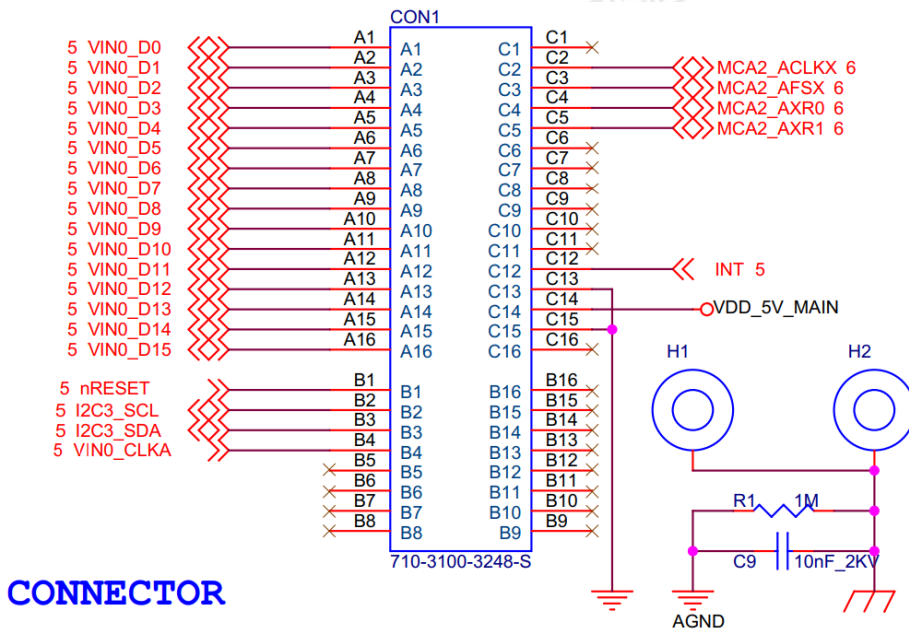 CON1
5 VIN0_D0 A1 A1 C1 C1
5 VIN0_D1 A2 A2 C2 C2 MCA2_ACLKX 6
5 VIN0_D2 A3 A3 C3 C3 MCA2_AFSX 6
5 VIN0_D3 A4 A4 C4 C4 MCA2_AXR0 6
5 VIN0_D4 A5 A5 C5 C5 MCA2_AXR1 6
5 VIN0_D5 A6 A6 C6 C6
5 VIN0_D6 A7 A7 C7 C7
5 VIN0_D7 A8 A8 C8 C8
5 VIN0_D8 A9 A9 C9 C9
5 VIN0_D9 A10 A10 C10 C10
5 VIN0_D10 A11 A11 C11 C11
5 VIN0_D11 A12 A12 C12 C12 INT 5
5 VIN0_D12 A13 A13 C13 C13
5 VIN0_D13 A14 A14 C14 C14 VDD_5V_MAIN
5 VIN0_D14 A15 A15 C15 C15
5 VIN0_D15 A16 A16 C16 C16
H1 H2
5 nRESET B1 B1 B16 B16
5 I2C3_SCL B2 B2 B15 B15
5 I2C3_SDA B3 B3 B14 B14
5 VIN0_CLKA B4 B4 B13 B13
B5 B5 B12 B12
B6 B6 B11 B11
B7 B7 B10 B10
B8 B8 B9 B9
R1 1M
710-3100-3248-S
C9 10nF_2KV
CONNECTOR
AGND